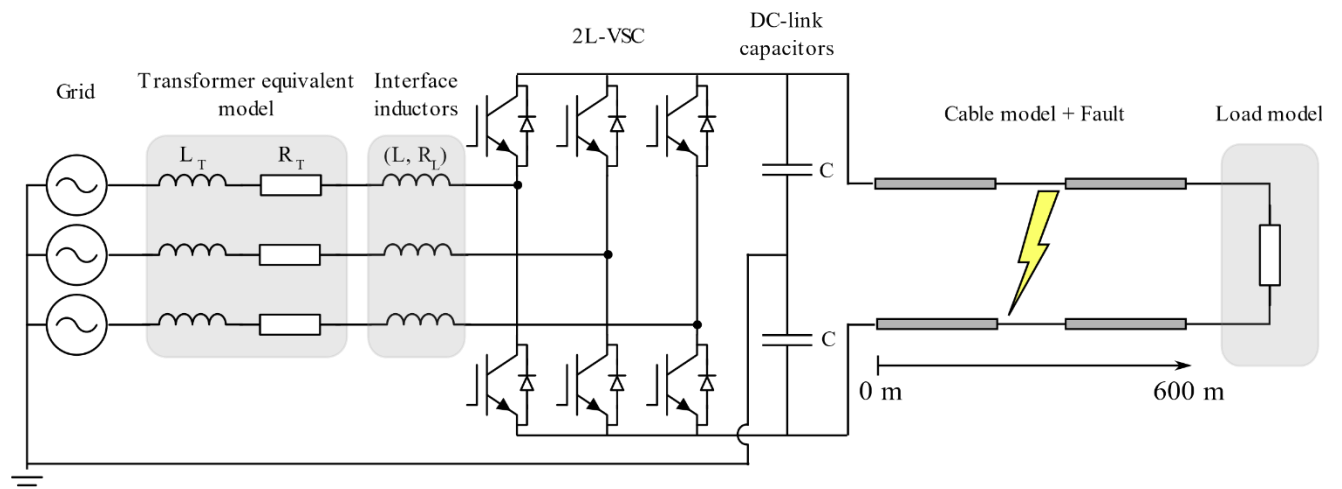 2L-VSC
DC-link
capacitors
Grid
Transformer equivalent
model
Interface
inductors
Cable model + Fault
Load model
L T
R T
(L, R L)
C
C
0 m
600 m